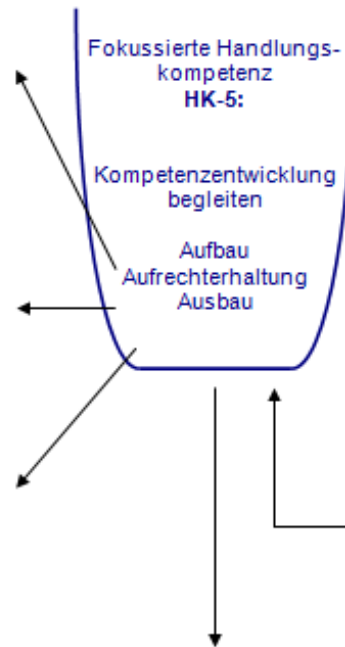 Fokussierte Handlungs-
kompetenz
HK-5:
Kompetenzentwicklung
begleiten
Aufbau
Aufrechterhaltung
Ausbau